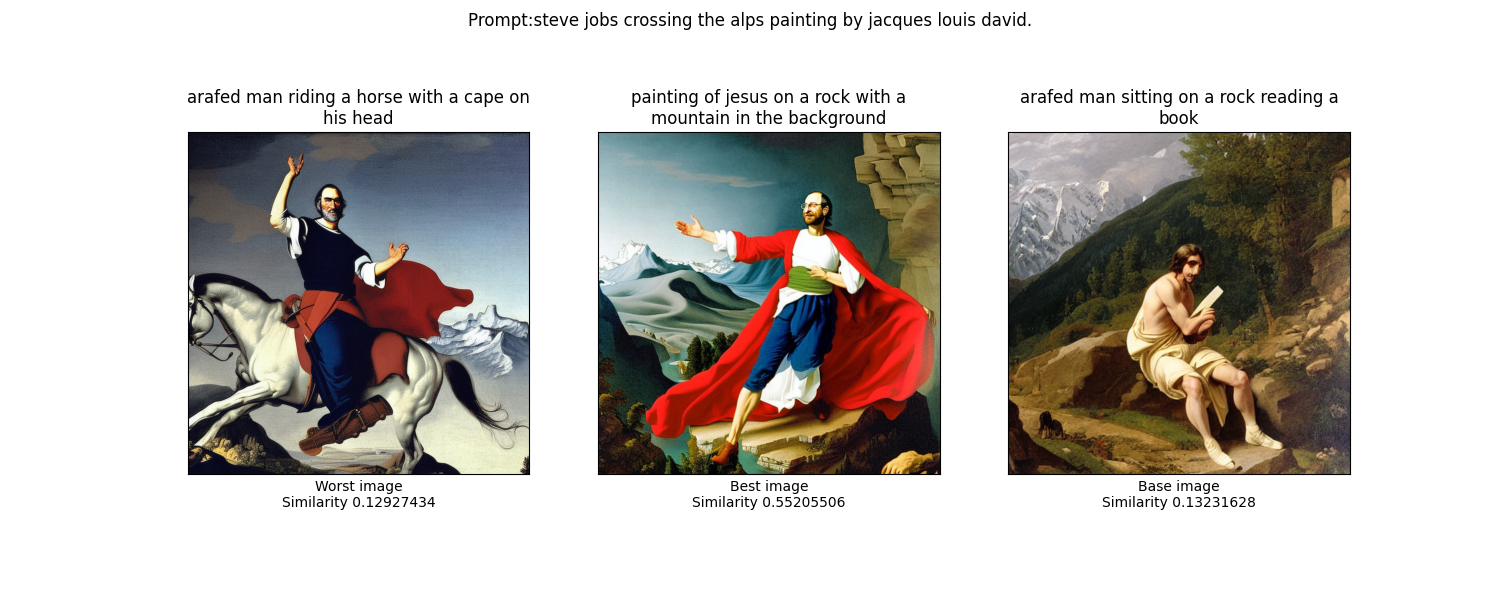 Prompt:steve jobs crossing the alps painting by jacques louis david.
arafed man riding a horse with a cape on
his head
painting of jesus on a rock with a
mountain in the background
arafed man sitting on a rock reading a
book
Worst image
Similarity 0.12927434
Best image
Similarity 0.55205506
Base image
Similarity 0.13231628